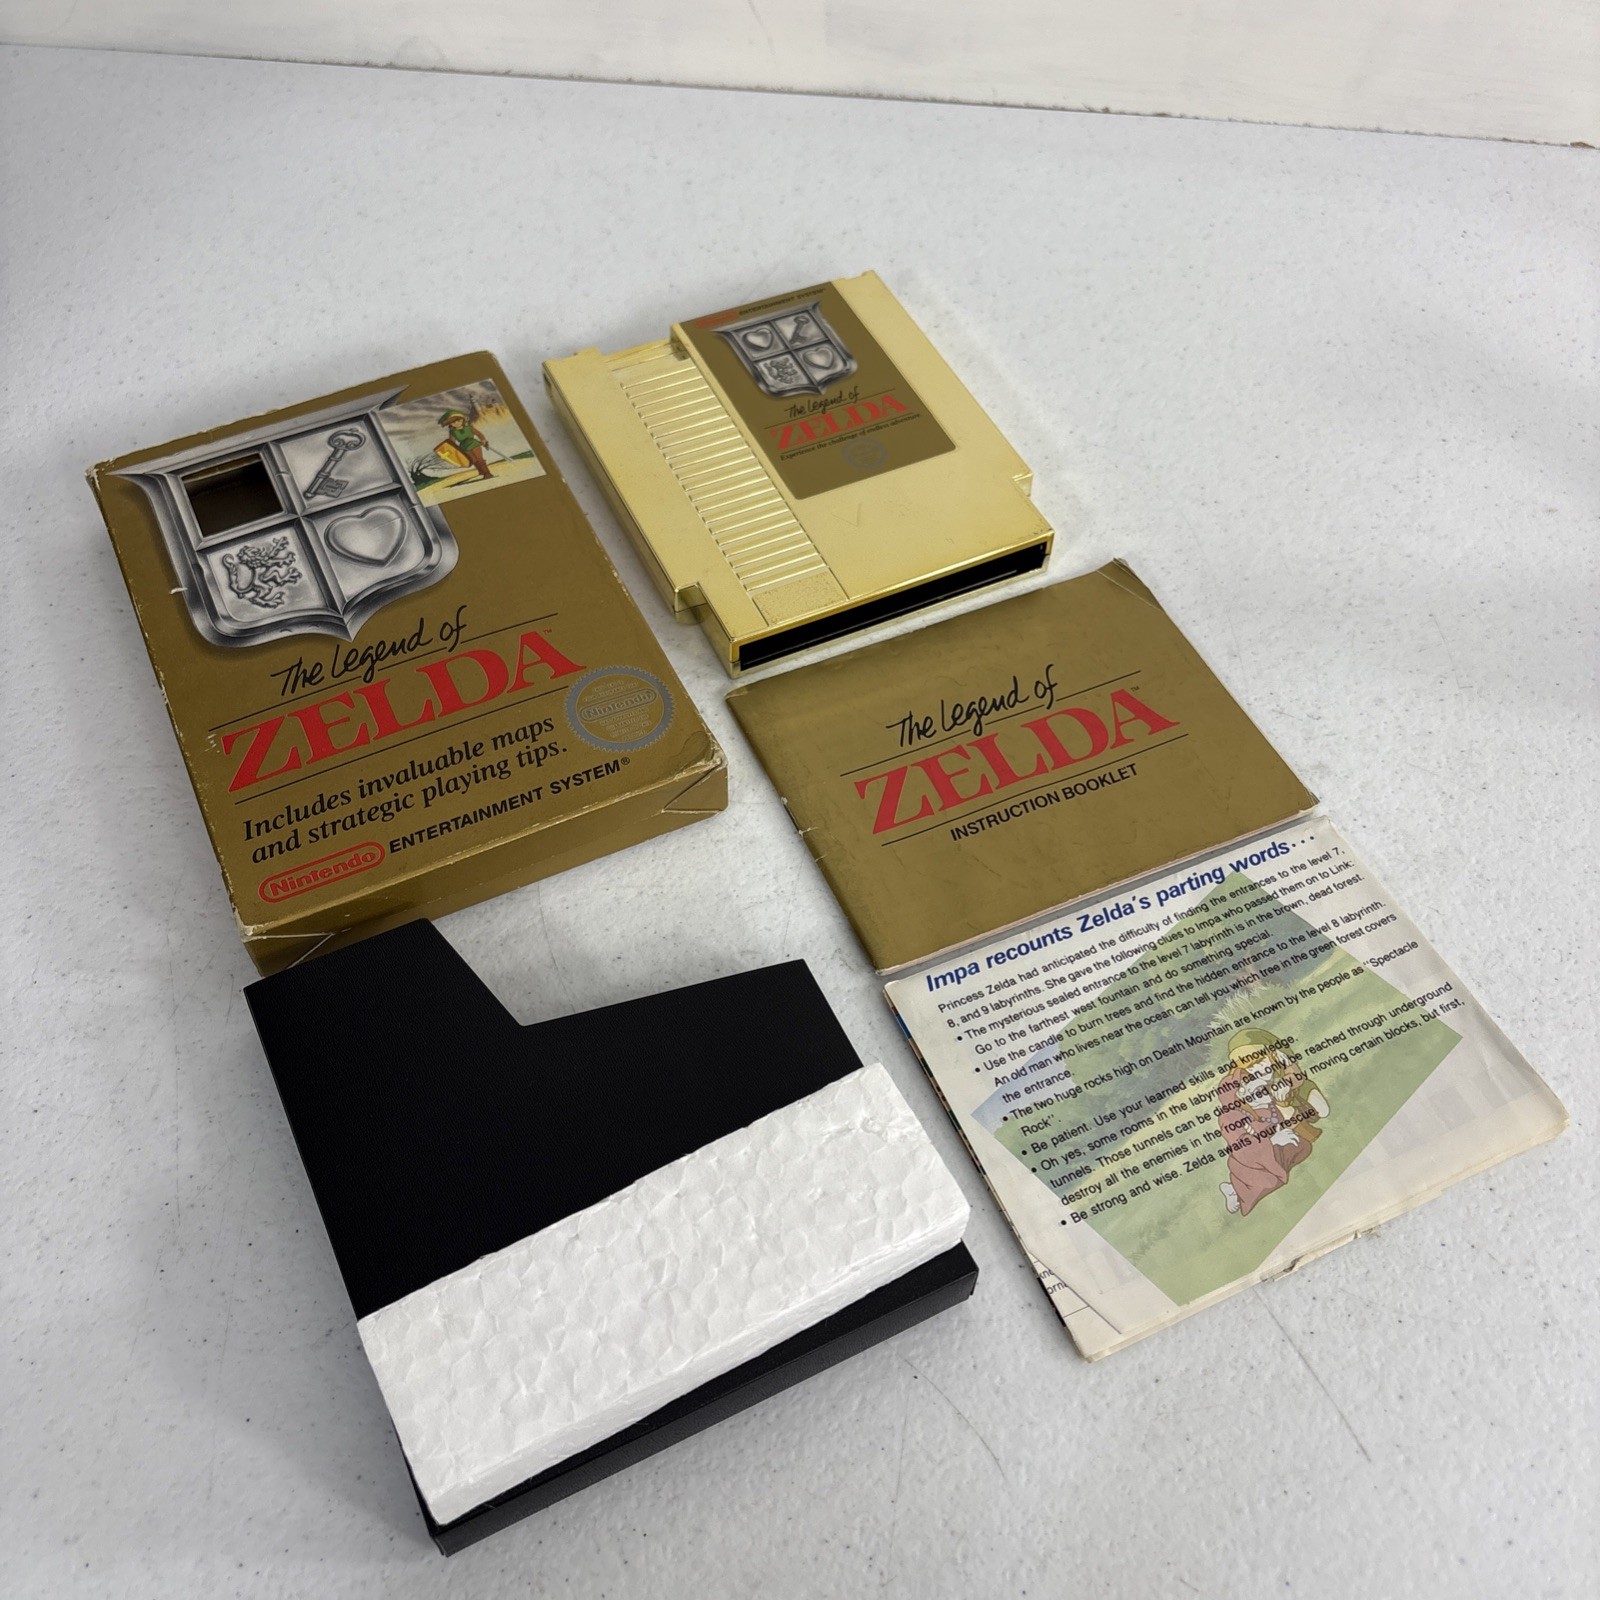 The Legend of
ZELDA™
Nintendo
Includes invaluable maps
and strategic playing tips.
Nintendo ENTERTAINMENT SYSTEM®
ENTERTAINMENT SYSTEM
The Legend of
ZELDA
Experience the challenge of endless adventure
The Legend of
ZELDA™
INSTRUCTION BOOKLET
Impa recounts Zelda's parting words···
Princess Zelda had anticipated the difficulty of finding the entrances to the level 7,
8, and 9 labyrinths. She gave the following clues to Impa who passed them on to Link:
• The mysterious sealed entrance to the level 7 labyrinth is in the brown, dead forest.
Go to the farthest west fountain and do something special.
• Use the candle to burn trees and find the hidden entrance to the level 8 labyrinth.
An old man who lives near the ocean can tell you which tree in the green forest covers
the entrance.
• The two huge rocks high on Death Mountain are known by the people as "Spectacle
Rock".
• Be patient. Use your learned skills and knowledge.
• Oh yes, some rooms in the labyrinths can only be reached through underground
tunnels. Those tunnels can be discovered only by moving certain blocks, but first,
destroy all the enemies in the room.
• Be strong and wise. Zelda awaits your rescue.